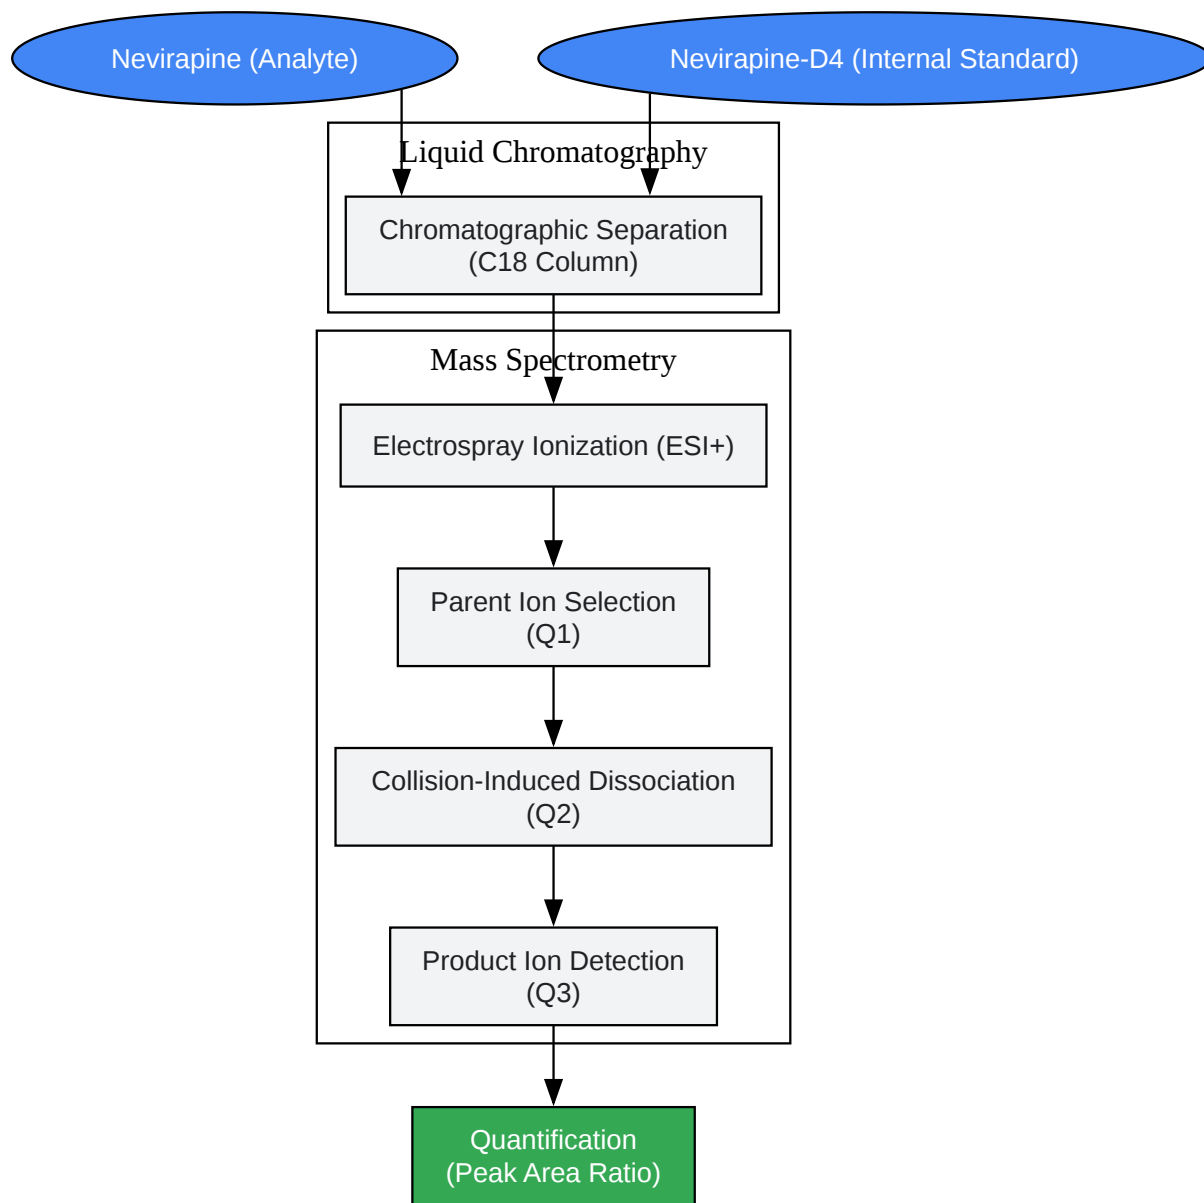 Nevirapine (Analyte)
Nevirapine-D4 (Internal Standard)
Liquid Chromatography
Chromatographic Separation
(C18 Column)
Mass Spectrometry
Electrospray Ionization (ESI+)
Parent Ion Selection
(Q1)
Collision-Induced Dissociation
(Q2)
Product Ion Detection
(Q3)
Quantification
(Peak Area Ratio)